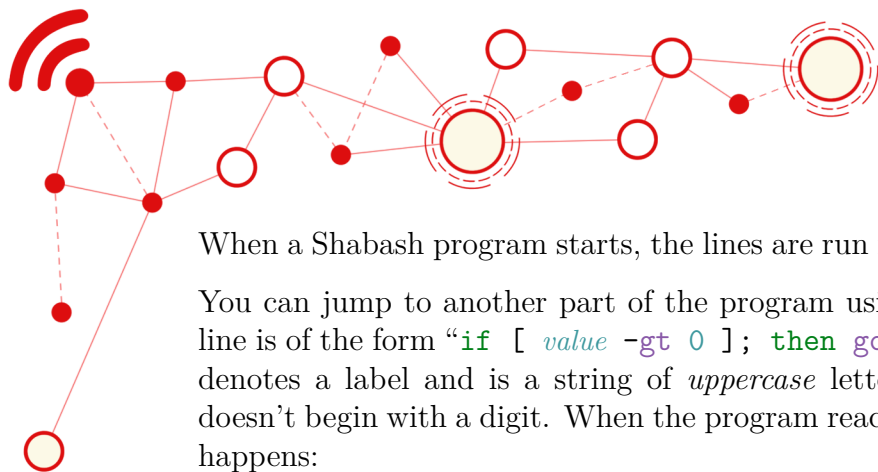 When a Shabash program starts, the lines are run
You can jump to another part of the program
line is of the form “if [ value -gt 0 ]; then
denotes a label and is a string of uppercase
doesn't begin with a digit. When the program
happens: